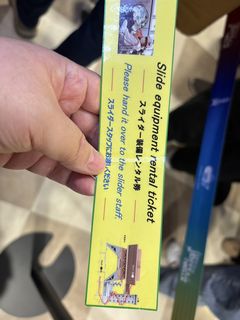 Slide equipment rental ticket
スライダー装備レンタル券
Please hand it over to the slider staff.
スライダースタッフにお渡しください